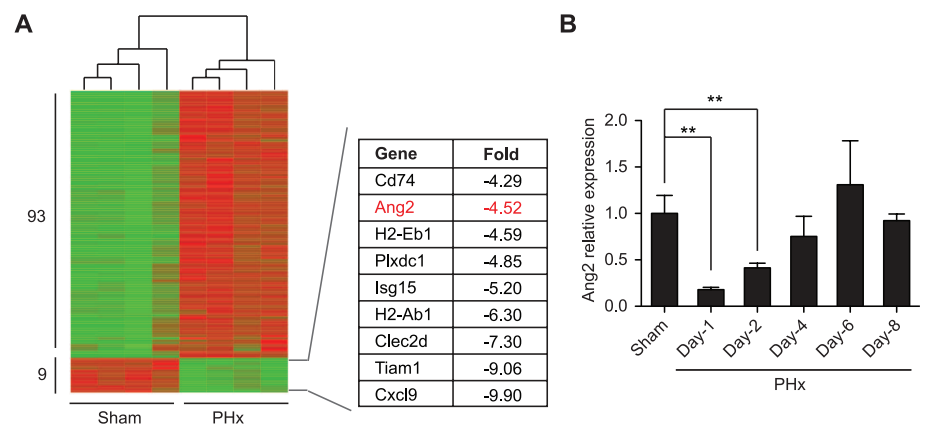 A
93
9
Sham PHx
Gene Fold
Cd74 -4.29
Ang2 -4.52
H2-Eb1 -4.59
Plxdc1 -4.85
Isg15 -5.20
H2-Ab1 -6.30
Clec2d -7.30
Tiam1 -9.06
Cxcl9 -9.90
B
Ang2 relative expression
2.0
1.5
1.0
0.5
0.0
**
**
Sham Day-1 Day-2 Day-4 Day-6 Day-8
PHx